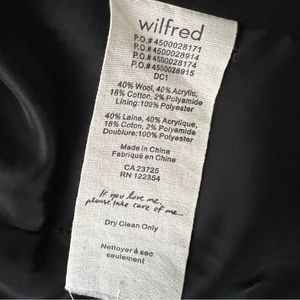 wilfred
P.O.#4500028171
P.O.#4500028914
P.O.#4500028174
P.O.#4500028915
DC1
40% Wool, 40% Acrylic,
18% Cotton, 2% Polyamide
Lining: 100% Polyester
40% Laine, 40% Acrylique,
18% Cotton, 2% Polyamide
Doublure: 100% Polyester
Made in China
Fabriqué en Chine
CA 23725
RN 122354
If you love me,
please take care of me...
Dry Clean Only
Nettoyer à sec
seulement